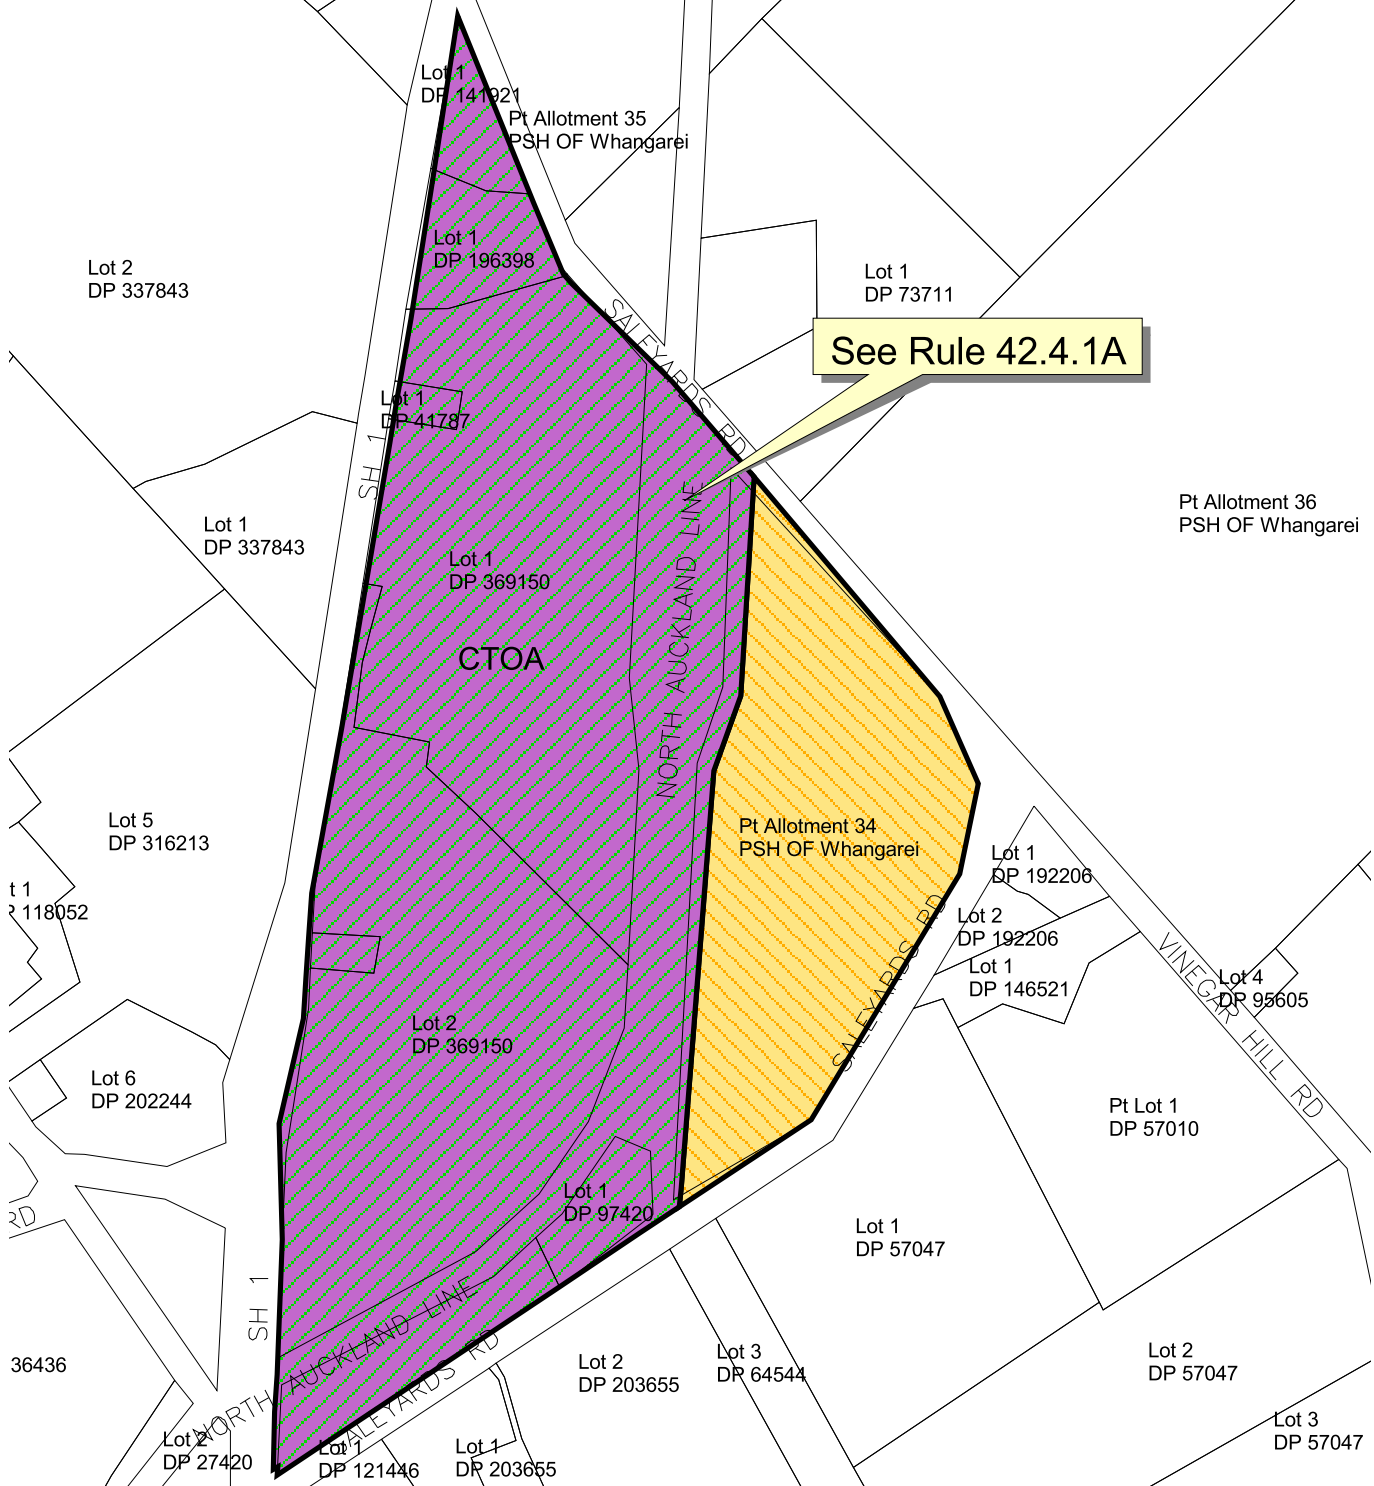 Lot 1
DP 141921
Pt Allotment 35
PSH OF Whangarei
Lot 1
DP 196398
Lot 2
DP 337843
Lot 1
DP 73711
SALEYARDS RD
See Rule 42.4.1A
Lot 1
DP 41787
SH 1
Lot 1
DP 337843
Pt Allotment 36
PSH OF Whangarei
Lot 1
DP 369150
NORTH AUCKLAND LINE
CTOA
Lot 5
DP 316213
Pt Allotment 34
PSH OF Whangarei
Lot 1
DP 192206
t 1
P 118052
Lot 2
DP 192206
SALEYARDS RD
VINEGAR HILL RD
Lot 1
DP 146521
Lot 4
DP 95605
Lot 2
DP 369150
Lot 6
DP 202244
Pt Lot 1
DP 57010
Lot 1
DP 97420
RD
Lot 1
DP 57047
SH 1
NORTH AUCKLAND LINE
SALEYARDS RD
36436
Lot 2
DP 203655
Lot 3
DP 64544
Lot 2
DP 57047
Lot 3
DP 57047
Lot 2
DP 27420
Lot 1
DP 121446
Lot 1
DP 203655